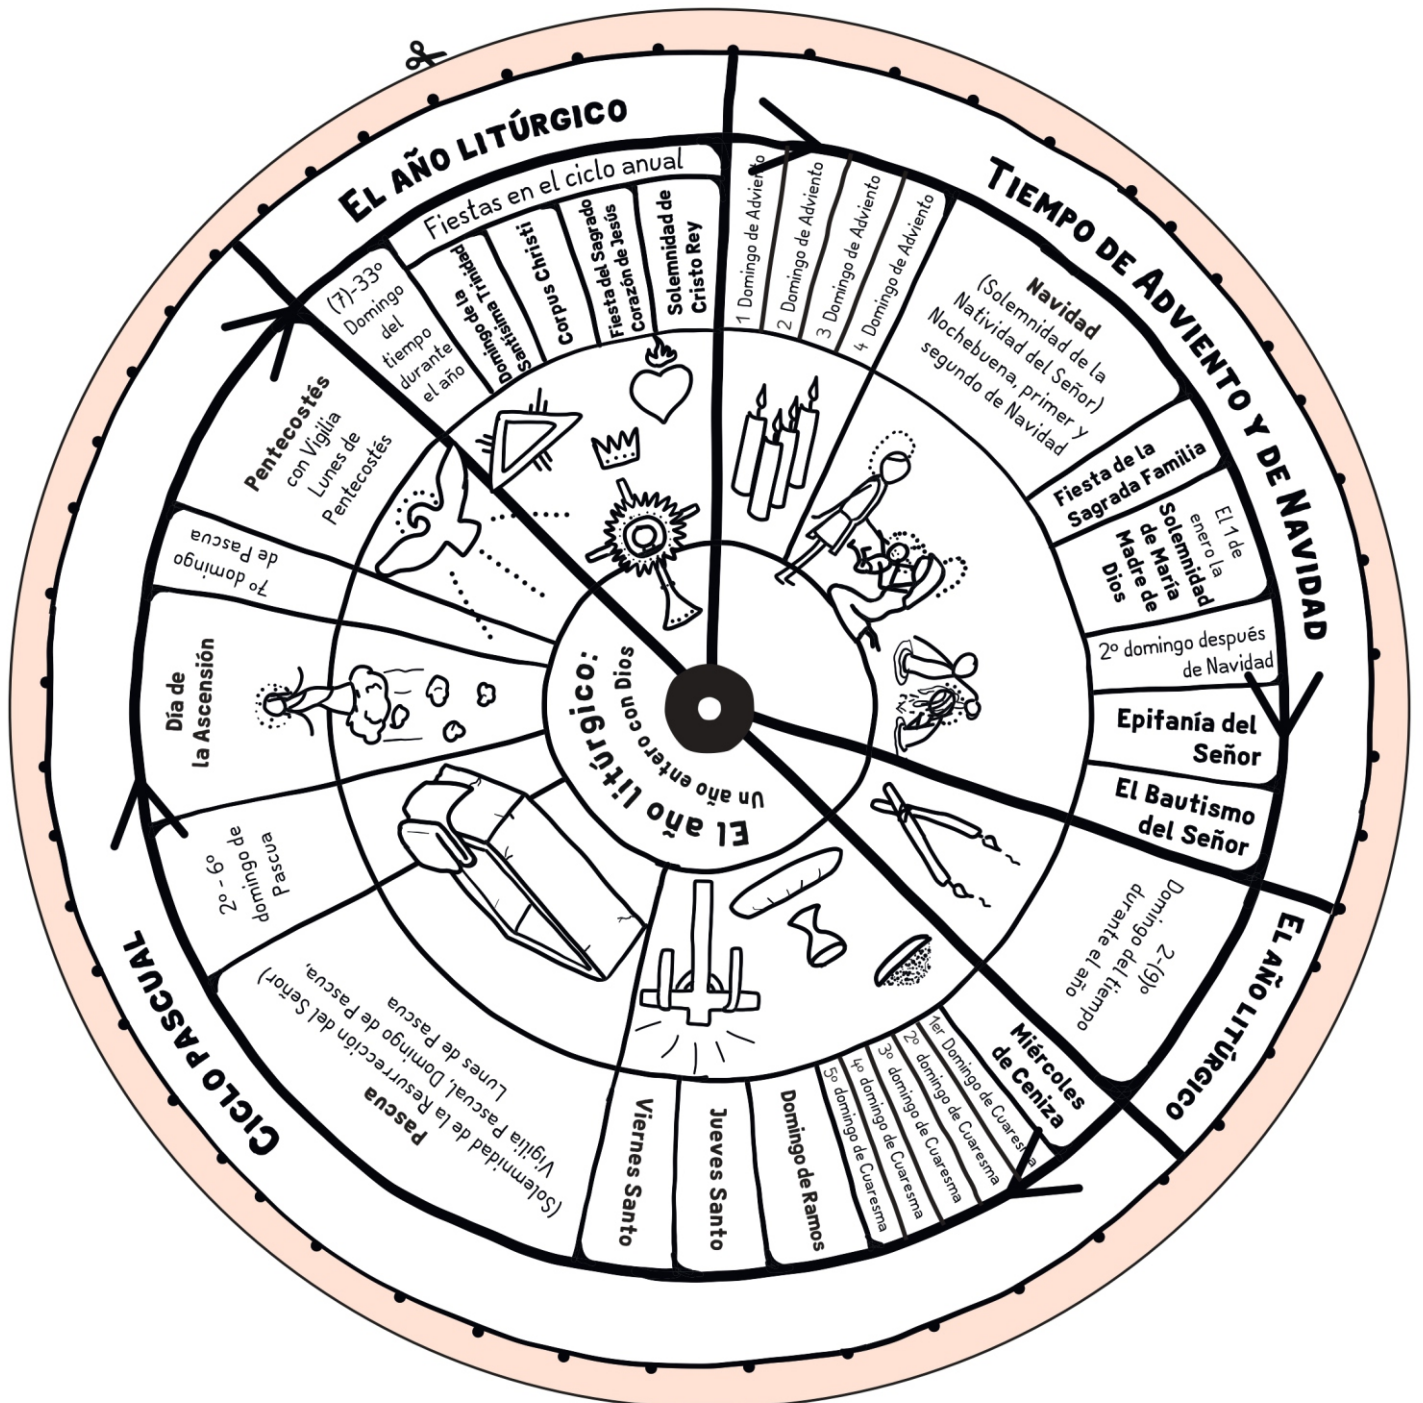 EL AÑO LITÚRGICO
TIEMPO DE ADVIENTO Y DE NAVIDAD
1 Domingo de Adviento
2 Domingo de Adviento
3 Domingo de Adviento
4 Domingo de Adviento
Navidad
(Solemnidad de la
Natividad del Señor)
Nochebuena, primer y
segundo de Navidad
Fiesta de la
Sagrada Familia
El 1 de
enero la
Solemnidad
de María
Madre de
Dios
2º domingo después
de Navidad
Epifanía del
Señor
El Bautismo
del Señor
EL AÑO LITÚRGICO
2-(9)º
Domingo del tiempo
durante el año
CICLO PASCUAL
Miércoles
de Ceniza
1er Domingo de Cuaresma
2º domingo de Cuaresma
3º domingo de Cuaresma
4º domingo de Cuaresma
5º domingo de Cuaresma
Domingo de Ramos
Jueves Santo
Viernes Santo
Pascua
(Solemnidad de la Resurrección del Señor)
Vigilia Pascual, Domingo de Pascua,
Lunes de Pascua
2º - 6º
domingo de
Pascua
Día de
la Ascensión
7º domingo
de Pascua
Pentecostés
con Vigilia
Lunes de
Pentecostés
(7)-33º
Domingo
del
tiempo
durante
el año
Fiestas en el ciclo anual
Domingo de la
Santísima Trinidad
Corpus Christi
Fiesta del Sagrado
Corazón de Jesús
Solemnidad de
Cristo Rey
El año litúrgico:
Un año entero con Dios